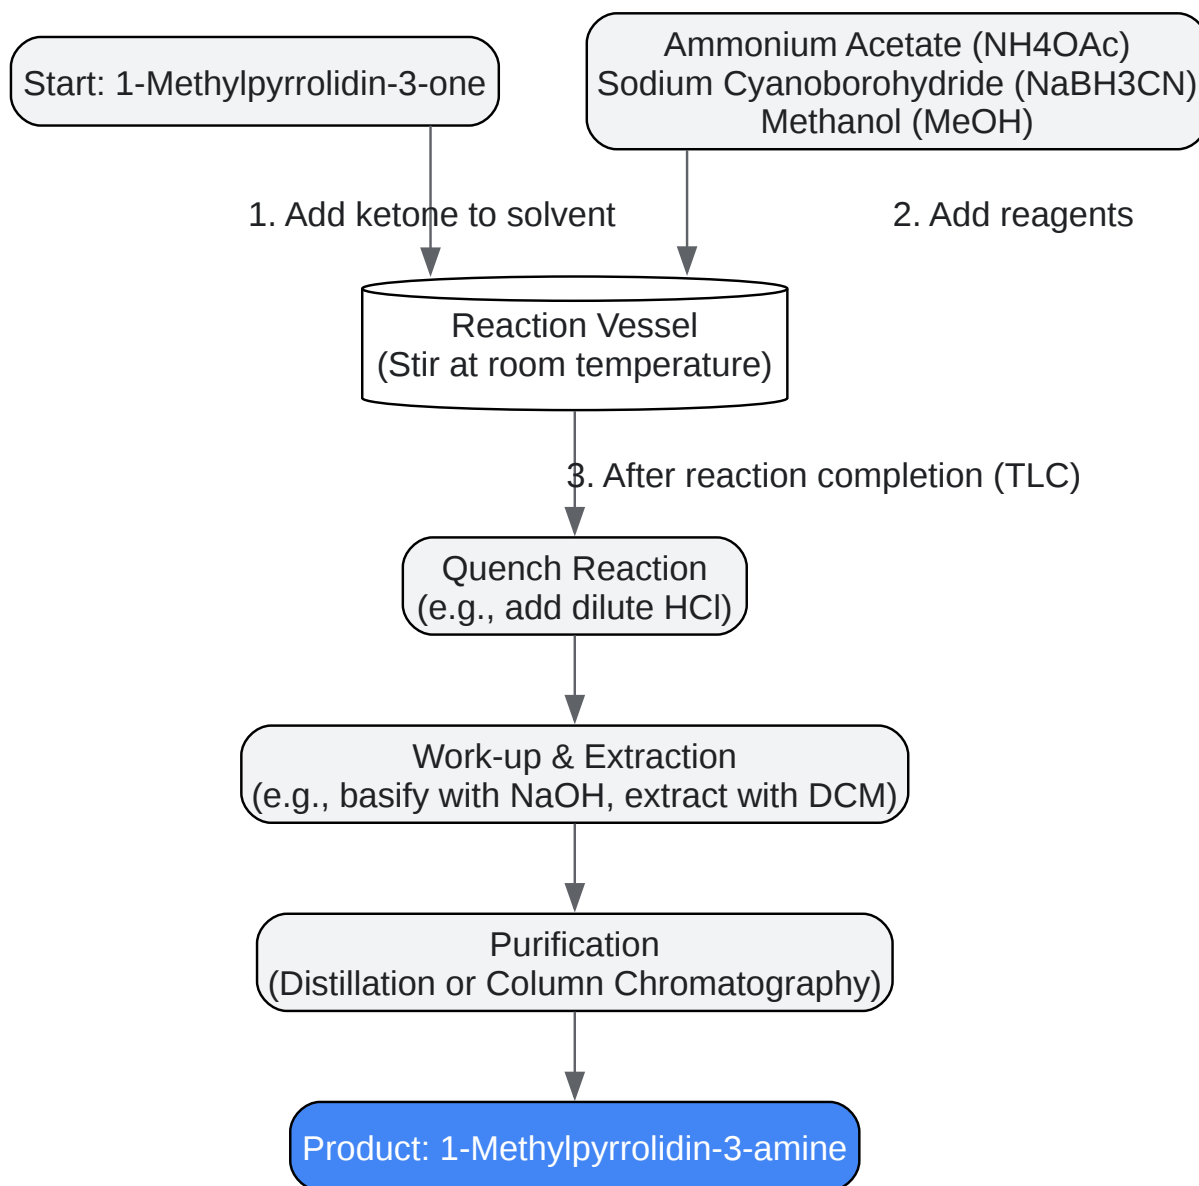 Start: 1-Methylpyrrolidin-3-one
Ammonium Acetate (NH4OAc)
Sodium Cyanoborohydride (NaBH3CN)
Methanol (MeOH)
1. Add ketone to solvent
2. Add reagents
Reaction Vessel
(Stir at room temperature)
3. After reaction completion (TLC)
Quench Reaction
(e.g., add dilute HCl)
Work-up & Extraction
(e.g., basify with NaOH, extract with DCM)
Purification
(Distillation or Column Chromatography)
Product: 1-Methylpyrrolidin-3-amine